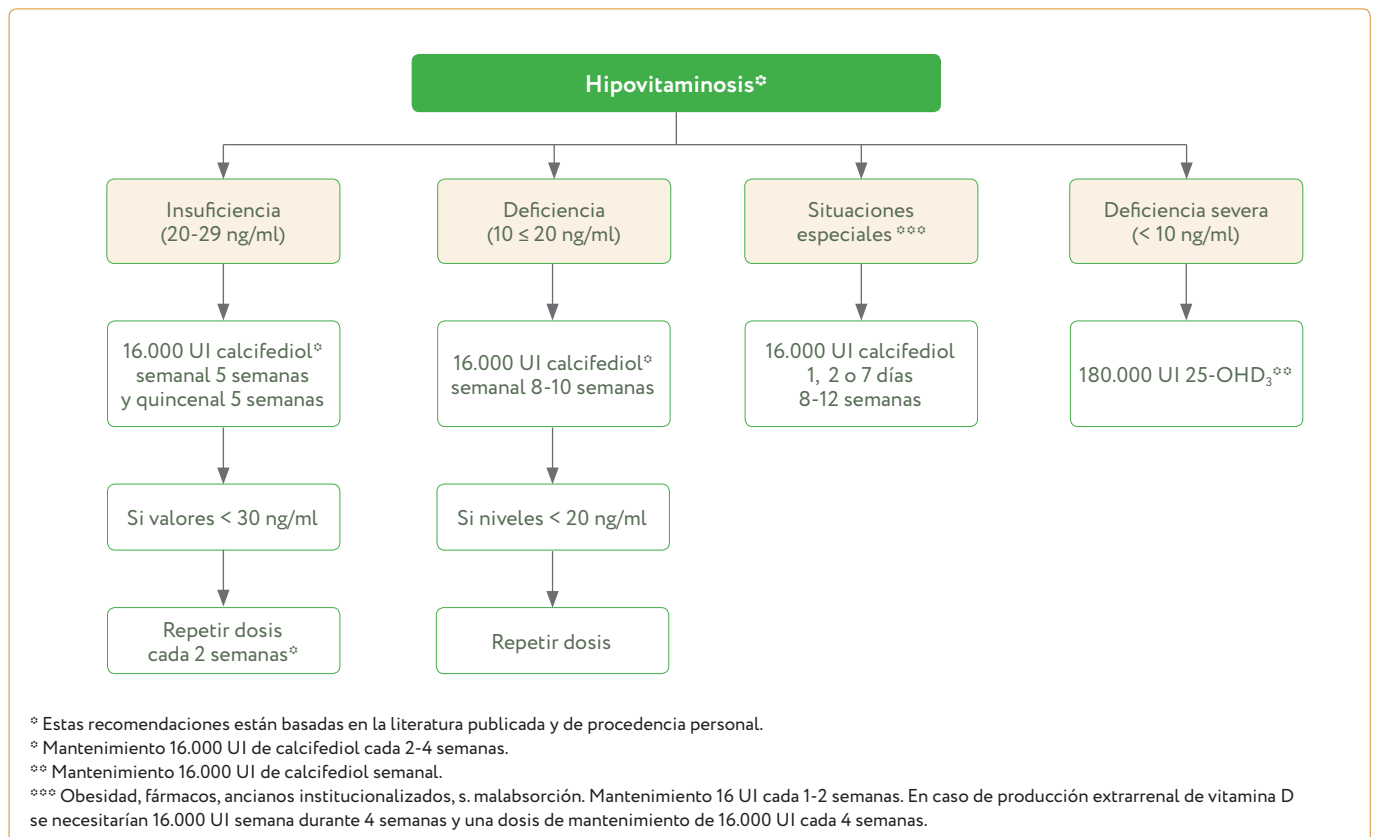 Hipovitaminosis*
Insuficiencia
(20-29 ng/ml)
Deficiencia
(10 ≤ 20 ng/ml)
Situaciones
especiales ***
Deficiencia severa
(< 10 ng/ml)
16.000 UI calcifediol*
semanal 5 semanas
y quincenal 5 semanas
16.000 UI calcifediol*
semanal 8-10 semanas
16.000 UI calcifediol
1, 2 o 7 días
8-12 semanas
180.000 UI 25-OHD₃**
Si valores < 30 ng/ml
Si niveles < 20 ng/ml
Repetir dosis
cada 2 semanas*
Repetir dosis
* Estas recomendaciones están basadas en la literatura publicada y de procedencia personal.
* Mantenimiento 16.000 UI de calcifediol cada 2-4 semanas.
** Mantenimiento 16.000 UI de calcifediol semanal.
*** Obesidad, fármacos, ancianos institucionalizados, s. malabsorción. Mantenimiento 16 UI cada 1-2 semanas. En caso de producción extrarrenal de vitamina D
se necesitarían 16.000 UI semana durante 4 semanas y una dosis de mantenimiento de 16.000 UI cada 4 semanas.